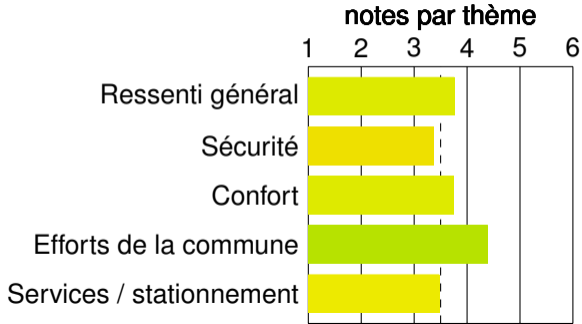 notes par thème
1 2 3 4 5 6
Ressenti général
Sécurité
Confort
Efforts de la commune
Services / stationnement